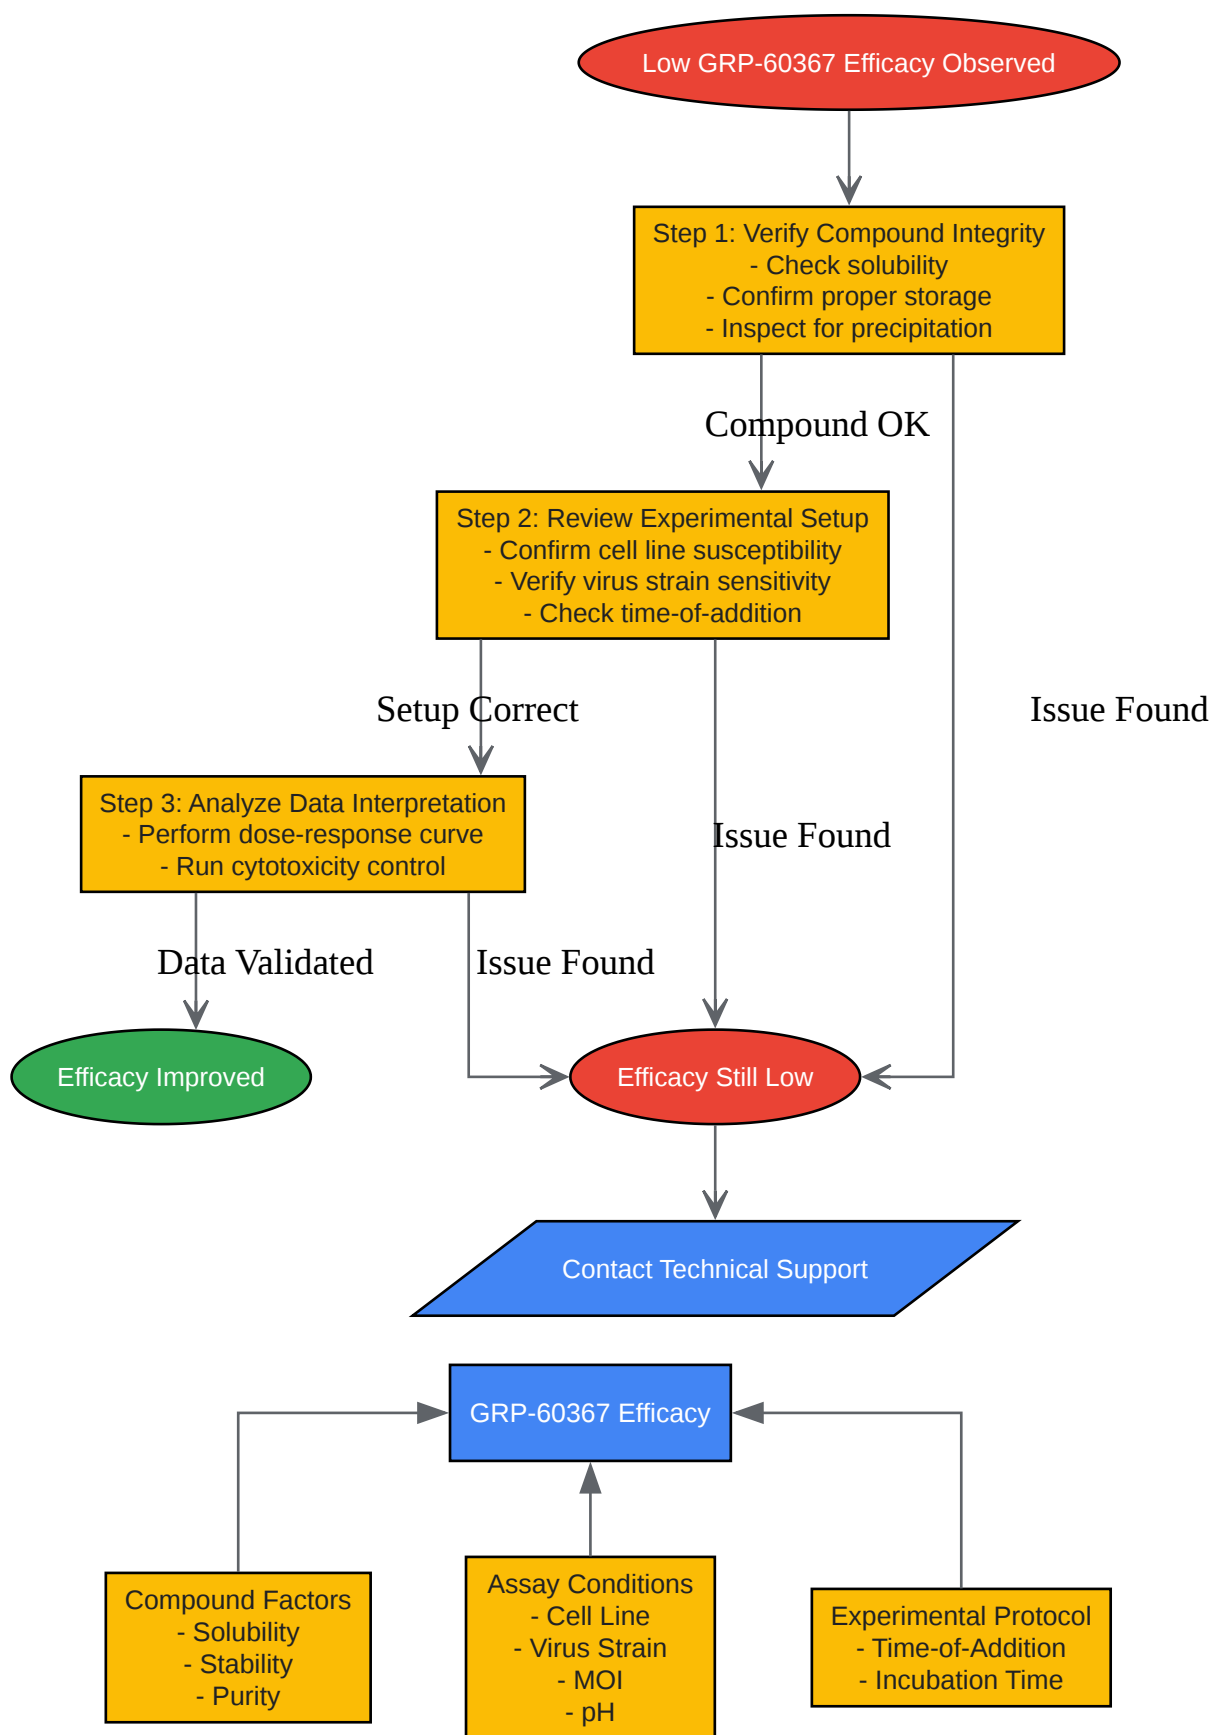 Low GRP-60367 Efficacy Observed
Step 1: Verify Compound Integrity
- Check solubility
- Confirm proper storage
- Inspect for precipitation
Compound OK
Step 2: Review Experimental Setup
- Confirm cell line susceptibility
- Verify virus strain sensitivity
- Check time-of-addition
Setup Correct
Issue Found
Step 3: Analyze Data Interpretation
- Perform dose-response curve
- Run cytotoxicity control
Issue Found
Data Validated
Issue Found
Efficacy Improved
Efficacy Still Low
Contact Technical Support
GRP-60367 Efficacy
Compound Factors
- Solubility
- Stability
- Purity
Assay Conditions
- Cell Line
- Virus Strain
- MOI
- pH
Experimental Protocol
- Time-of-Addition
- Incubation Time